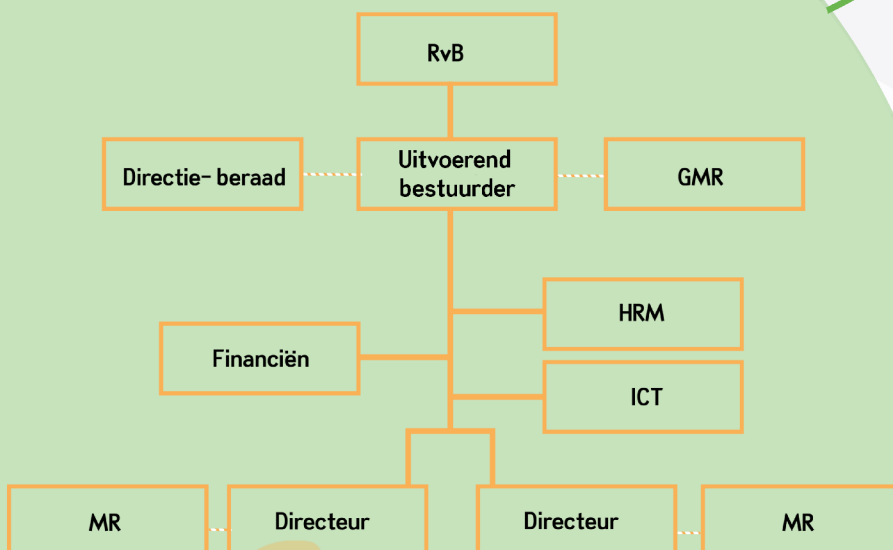 RvB
Directie- beraad
Uitvoerend
bestuurder
GMR
HRM
Financiën
ICT
MR
Directeur
Directeur
MR